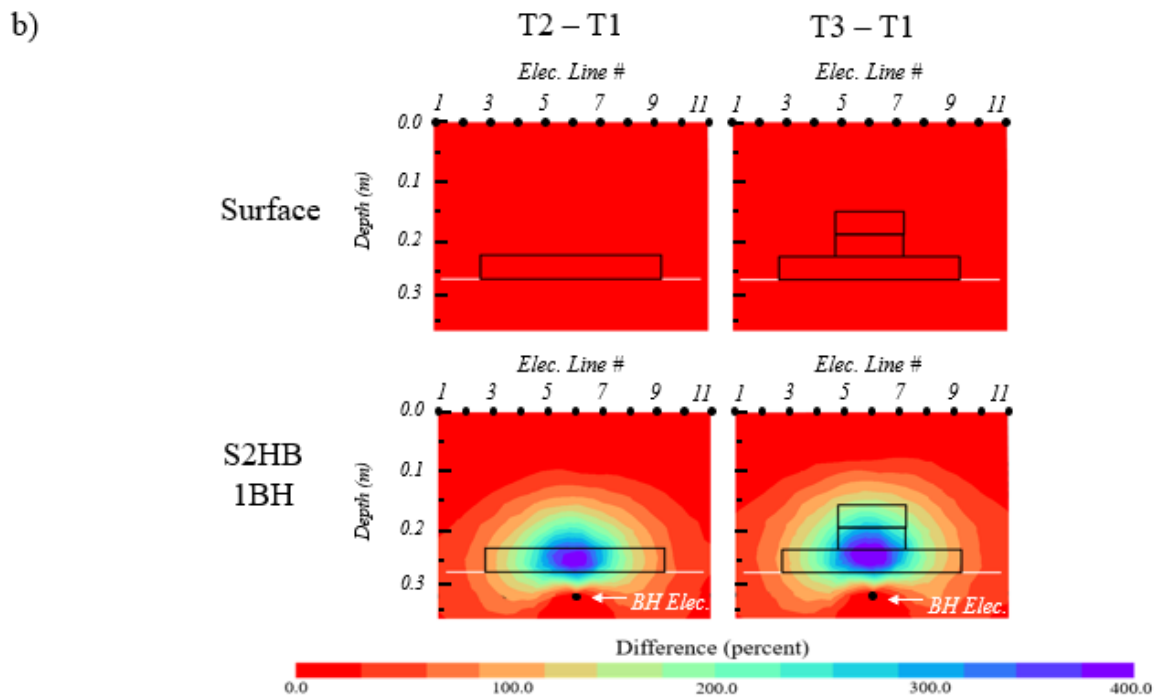 b)
T2 – T1 T3 – T1
Elec. Line # Elec. Line #
1 3 5 7 9 11 1 3 5 7 9 11
0.0
0.1
Surface
Depth (m)
0.2
0.3
Elec. Line # Elec. Line #
1 3 5 7 9 11 1 3 5 7 9 11
0.0
S2HB
1BH
Depth (m)
0.1
0.2
0.3
BH Elec. BH Elec.
Difference (percent)
0.0 100.0 200.0 300.0 400.0